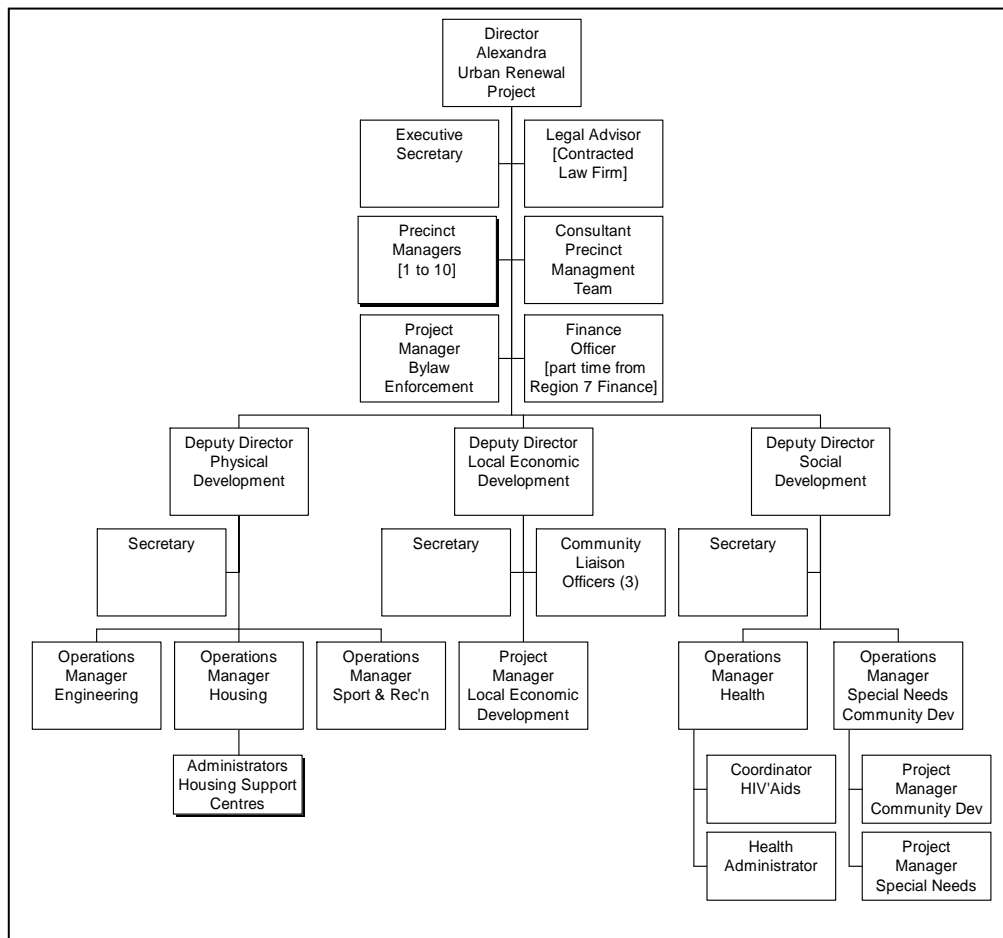 Director
Alexandra
Urban Renewal
Project
Executive
Secretary
Legal Advisor
[Contracted
Law Firm]
Precinct
Managers
[1 to 10]
Consultant
Precinct
Managment
Team
Project
Manager
Bylaw
Enforcement
Finance
Officer
[part time from
Region 7 Finance]
Deputy Director
Physical
Development
Deputy Director
Local Economic
Development
Deputy Director
Social
Development
Secretary
Secretary
Community
Liaison
Officers (3)
Secretary
Operations
Manager
Engineering
Operations
Manager
Housing
Operations
Manager
Sport & Rec'n
Project
Manager
Local Economic
Development
Operations
Manager
Health
Operations
Manager
Special Needs
Community Dev
Administrators
Housing Support
Centres
Coordinator
HIV'Aids
Project
Manager
Community Dev
Health
Administrator
Project
Manager
Special Needs